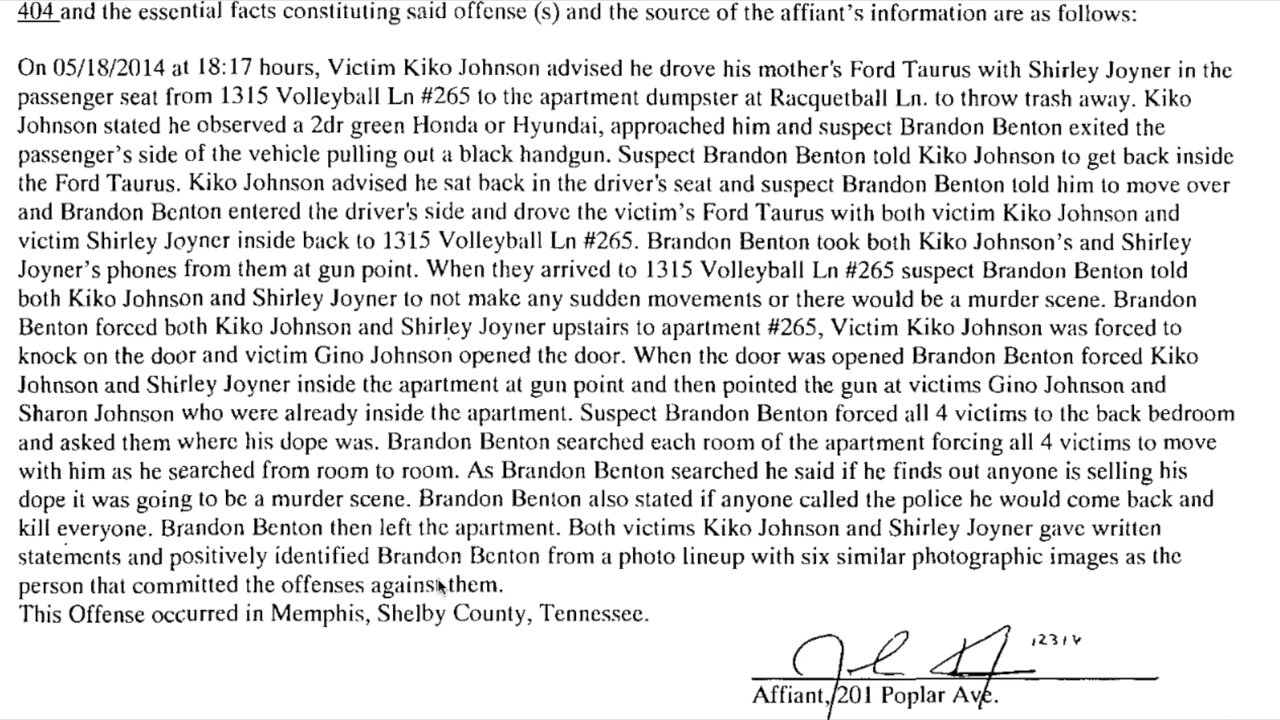 404 and the essential facts constituting said offense (s) and the source of the affiant's information are as follows:
On 05/18/2014 at 18:17 hours, Victim Kiko Johnson advised he drove his mother's Ford Taurus with Shirley Joyner in the
passenger seat from 1315 Volleyball Ln #265 to the apartment dumpster at Racquetball Ln. to throw trash away. Kiko
Johnson stated he observed a 2dr green Honda or Hyundai, approached him and suspect Brandon Benton exited the
passenger's side of the vehicle pulling out a black handgun. Suspect Brandon Benton told Kiko Johnson to get back inside
the Ford Taurus. Kiko Johnson advised he sat back in the driver's seat and suspect Brandon Benton told him to move over
and Brandon Benton entered the driver's side and drove the victim's Ford Taurus with both victim Kiko Johnson and
victim Shirley Joyner inside back to 1315 Volleyball Ln #265. Brandon Benton took both Kiko Johnson's and Shirley
Joyner's phones from them at gun point. When they arrived to 1315 Volleyball Ln #265 suspect Brandon Benton told
both Kiko Johnson and Shirley Joyner to not make any sudden movements or there would be a murder scene. Brandon
Benton forced both Kiko Johnson and Shirley Joyner upstairs to apartment #265, Victim Kiko Johnson was forced to
knock on the door and victim Gino Johnson opened the door. When the door was opened Brandon Benton forced Kiko
Johnson and Shirley Joyner inside the apartment at gun point and then pointed the gun at victims Gino Johnson and
Sharon Johnson who were already inside the apartment. Suspect Brandon Benton forced all 4 victims to the back bedroom
and asked them where his dope was. Brandon Benton searched each room of the apartment forcing all 4 victims to move
with him as he searched from room to room. As Brandon Benton searched he said if he finds out anyone is selling his
dope it was going to be a murder scene. Brandon Benton also stated if anyone called the police he would come back and
kill everyone. Brandon Benton then left the apartment. Both victims Kiko Johnson and Shirley Joyner gave written
statements and positively identified Brandon Benton from a photo lineup with six similar photographic images as the
person that committed the offenses against them.
This Offense occurred in Memphis, Shelby County, Tennessee.
12314
Affiant, 201 Poplar Ave.